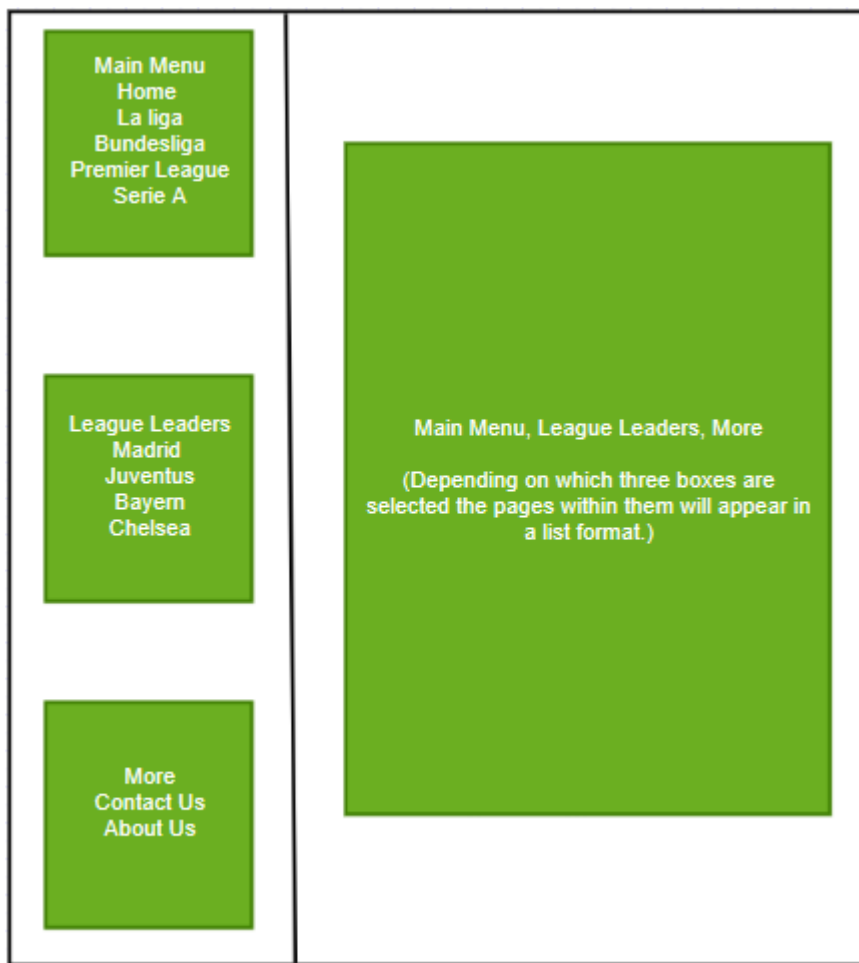 Main Menu
Home
La liga
Bundesliga
Premier League
Serie A
League Leaders
Madrid
Juventus
Bayern
Chelsea
More
Contact Us
About Us
Main Menu, League Leaders, More
(Depending on which three boxes are
selected the pages within them will appear in
a list format.)